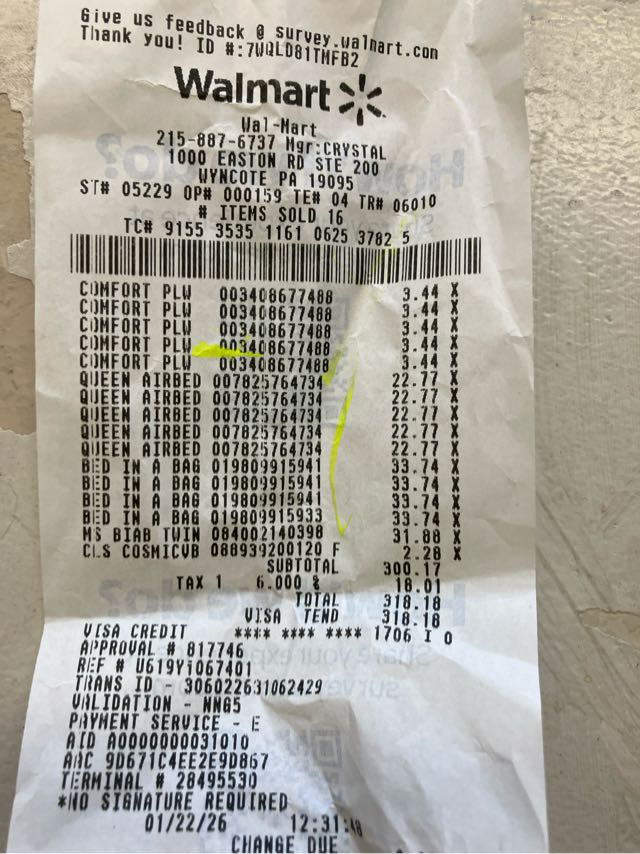 Give us feedback @ survey.walmart.com
Thank you! ID #:7WQLD81TMFB2
Walmart
Wal-Mart
215-887-6737 Mgr:CRYSTAL
1000 EASTON RD STE 200
WYNCOTE PA 19095
ST# 05229 OP# 000159 TE# 04 TR# 06010
# ITEMS SOLD 16
TC# 9155 3535 1161 0625 3782 5
COMFORT PLW 003408677488 3.44 X
COMFORT PLW 003408677488 3.44 X
COMFORT PLW 003408677488 3.44 X
COMFORT PLW 003408677488 3.44 X
COMFORT PLW 003408677488 3.44 X
QUEEN AIRBED 007825764734 22.77 X
QUEEN AIRBED 007825764734 22.77 X
QUEEN AIRBED 007825764734 22.77 X
QUEEN AIRBED 007825764734 22.77 X
QUEEN AIRBED 007825764734 22.77 X
BED IN A BAG 019809915941 33.74 X
BED IN A BAG 019809915941 33.74 X
BED IN A BAG 019809915941 33.74 X
BED IN A BAG 019809915933 33.74 X
MS BIAB TWIN 084002140398 31.88 X
CLS COSMICVB 088939200120 F 2.28 X
SUBTOTAL 300.17
TAX 1 6.000 % 18.01
TOTAL 318.18
VISA TEND 318.18
VISA CREDIT **** **** **** 1706 I 0
APPROVAL # 817746
REF # U619Yi067401
TRANS ID - 306022631062429
VALIDATION - NNG5
PAYMENT SERVICE - E
AID A0000000031010
AAC 9D671C4EE2E9D867
TERMINAL # 28495530
*NO SIGNATURE REQUIRED
01/22/26 12:31:48
CHANGE DUE